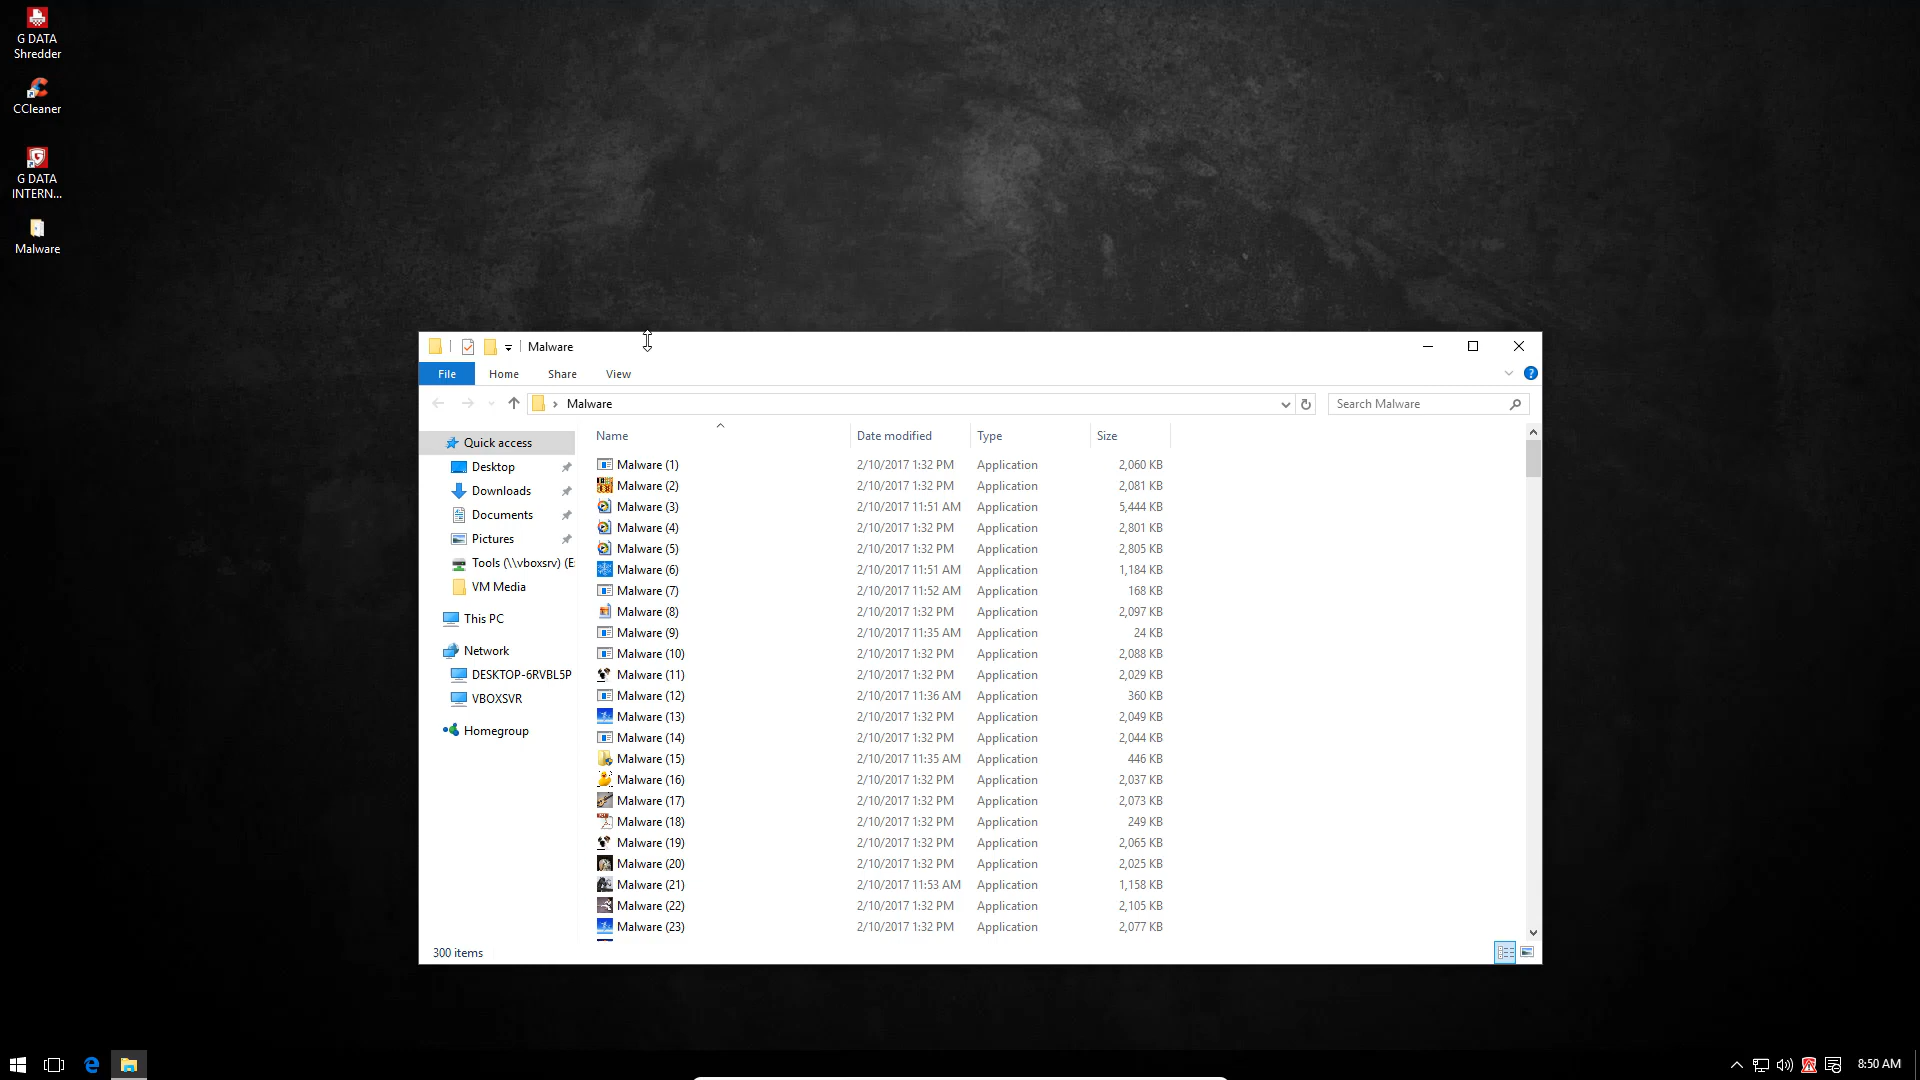 G DATA
Shredder
CCleaner
G DATA
INTERN...
Malware
Malware
File Home Share View
Malware
Search Malware
Name Date modified Type Size
Quick access
Desktop
Downloads
Documents
Pictures
Tools (\\vboxsrv) (E
VM Media
This PC
Network
DESKTOP-6RVBL5P
VBOXSVR
Homegroup
Malware (1) 2/10/2017 1:32 PM Application 2,060 KB
Malware (2) 2/10/2017 1:32 PM Application 2,081 KB
Malware (3) 2/10/2017 11:51 AM Application 5,444 KB
Malware (4) 2/10/2017 1:32 PM Application 2,801 KB
Malware (5) 2/10/2017 1:32 PM Application 2,805 KB
Malware (6) 2/10/2017 11:51 AM Application 1,184 KB
Malware (7) 2/10/2017 11:52 AM Application 168 KB
Malware (8) 2/10/2017 1:32 PM Application 2,097 KB
Malware (9) 2/10/2017 11:35 AM Application 24 KB
Malware (10) 2/10/2017 1:32 PM Application 2,088 KB
Malware (11) 2/10/2017 1:32 PM Application 2,029 KB
Malware (12) 2/10/2017 11:36 AM Application 360 KB
Malware (13) 2/10/2017 1:32 PM Application 2,049 KB
Malware (14) 2/10/2017 1:32 PM Application 2,044 KB
Malware (15) 2/10/2017 11:35 AM Application 446 KB
Malware (16) 2/10/2017 1:32 PM Application 2,037 KB
Malware (17) 2/10/2017 1:32 PM Application 2,073 KB
Malware (18) 2/10/2017 1:32 PM Application 249 KB
Malware (19) 2/10/2017 1:32 PM Application 2,065 KB
Malware (20) 2/10/2017 1:32 PM Application 2,025 KB
Malware (21) 2/10/2017 11:53 AM Application 1,158 KB
Malware (22) 2/10/2017 1:32 PM Application 2,105 KB
Malware (23) 2/10/2017 1:32 PM Application 2,077 KB
300 items
8:50 AM